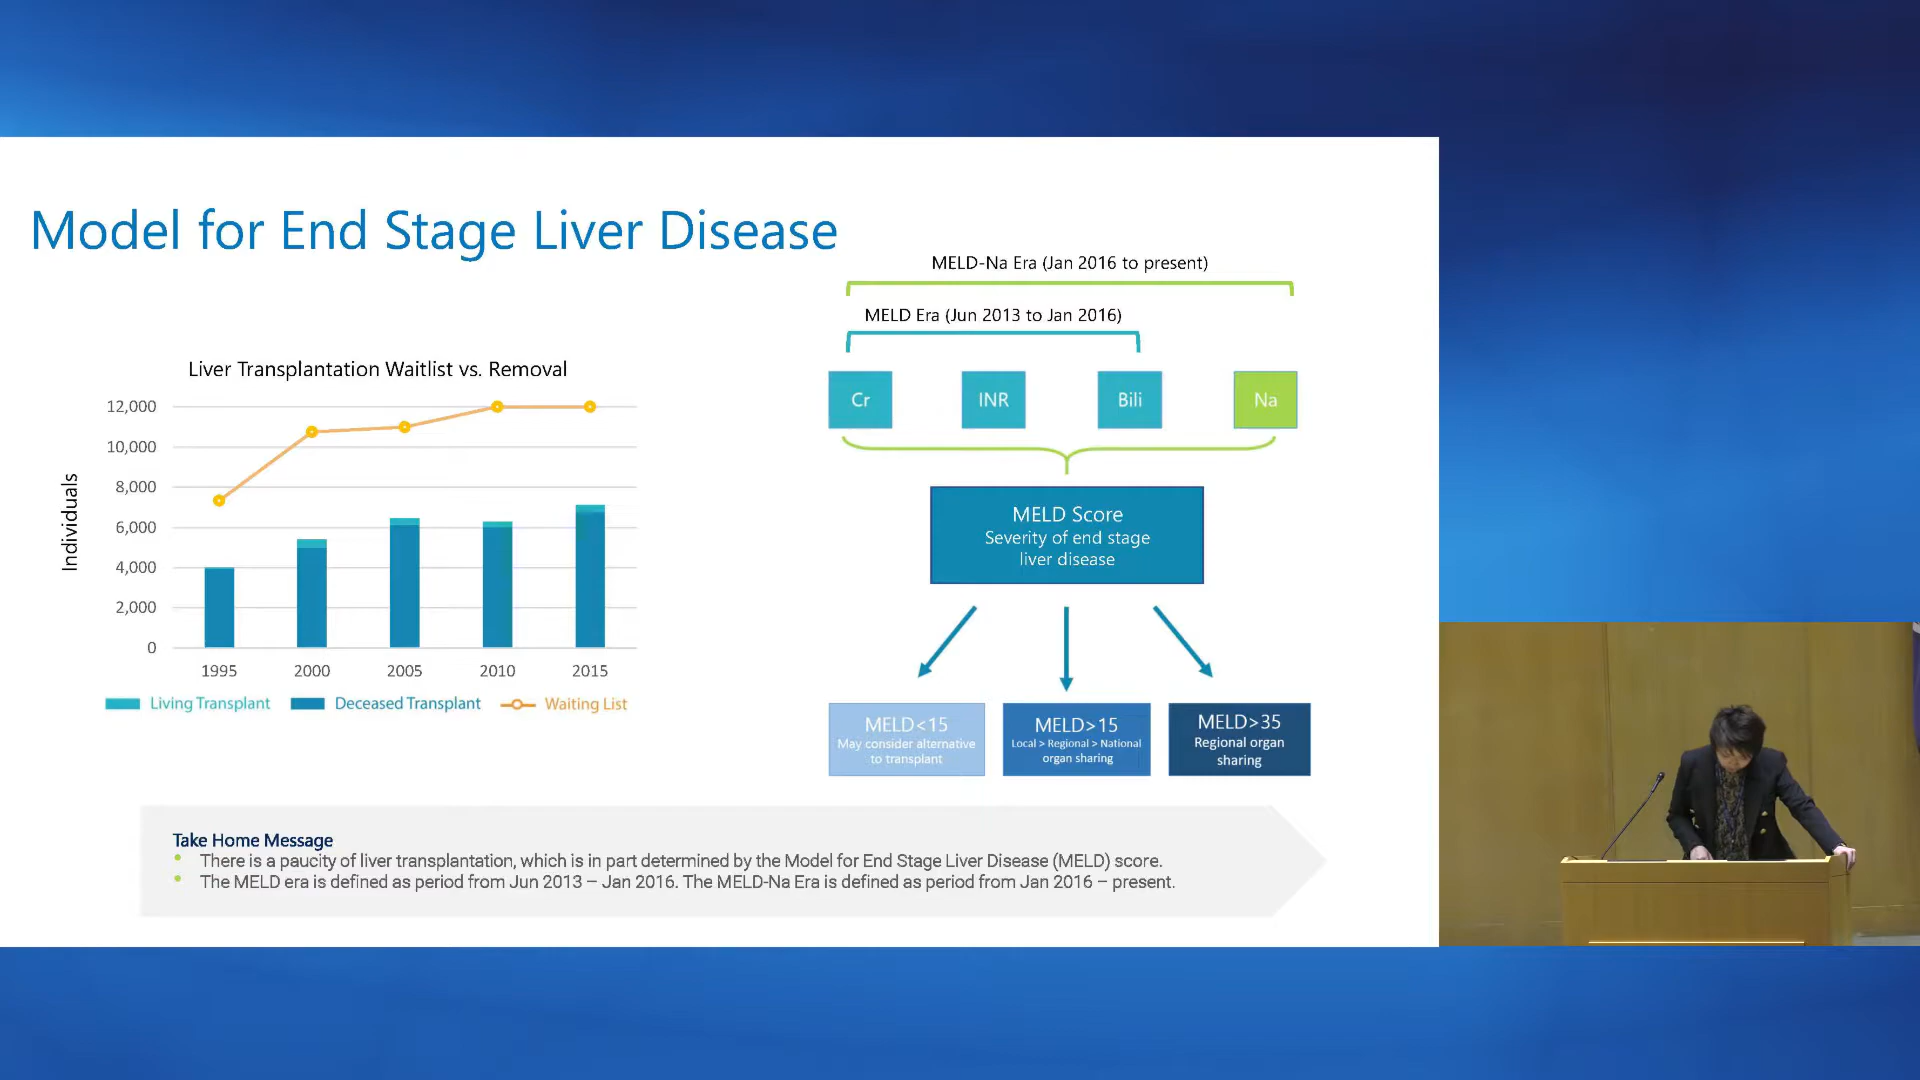 Model for End Stage Liver Disease
MELD-Na Era (Jan 2016 to present)
MELD Era (Jun 2013 to Jan 2016)
Cr
INR
Bili
Na
MELD Score
Severity of end stage
liver disease
MELD<15
May consider alternative
to transplant
MELD>15
Local > Regional > National
organ sharing
MELD>35
Regional organ
sharing
Liver Transplantation Waitlist vs. Removal
Individuals
12,000
10,000
8,000
6,000
4,000
2,000
0
1995
2000
2005
2010
2015
Living Transplant
Deceased Transplant
Waiting List
Take Home Message
• There is a paucity of liver transplantation, which is in part determined by the Model for End Stage Liver Disease (MELD) score.
• The MELD era is defined as period from Jun 2013 – Jan 2016. The MELD-Na Era is defined as period from Jan 2016 – present.